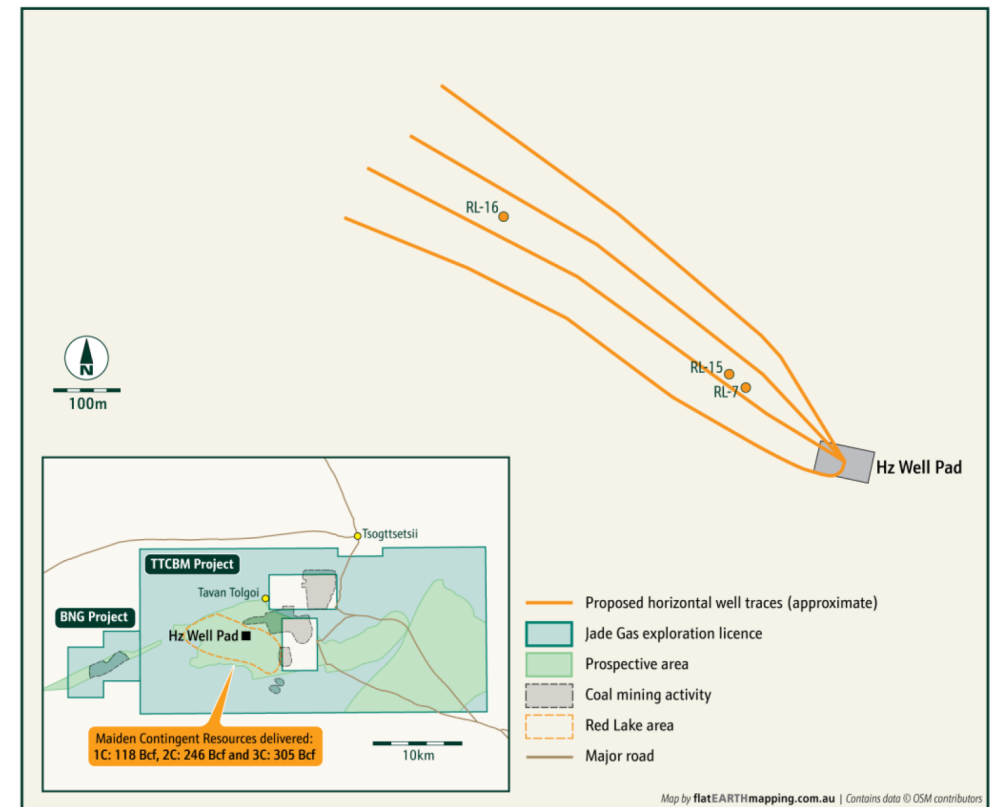 RL-16
RL-15
RL-7
N
100m
Hz Well Pad
Tsogttsetsii
TTCBM Project
Tavan Tolgoi
BNG Project
Hz Well Pad
Maiden Contingent Resources delivered:
1C: 118 Bcf, 2C: 246 Bcf and 3C: 305 Bcf
10km
Proposed horizontal well traces (approximate)
Jade Gas exploration licence
Prospective area
Coal mining activity
Red Lake area
Major road
Map by flatEARTHmapping.com.au | Contains data © OSM contributors